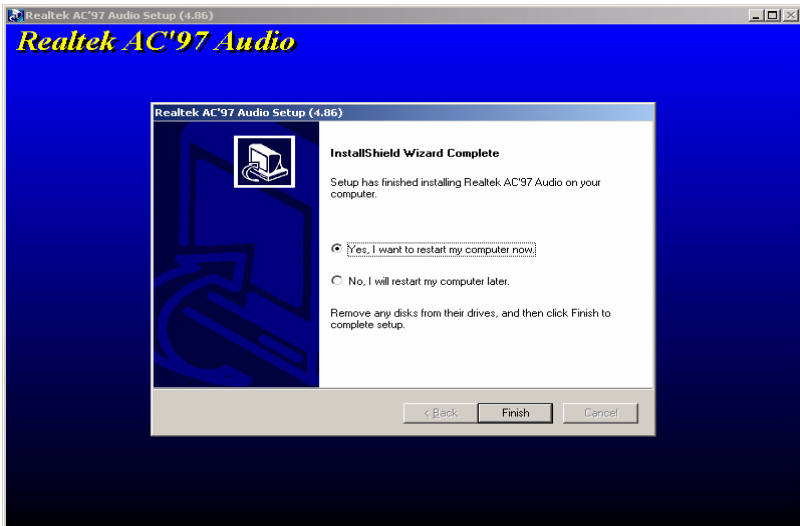 Realtek AC'97 Audio Setup (4.86)
Realtek AC'97 Audio
Realtek AC'97 Audio Setup (4.86)
InstallShield Wizard Complete
Setup has finished installing Realtek AC'97 Audio on your
computer.
Yes, I want to restart my computer now.
No, I will restart my computer later.
Remove any disks from their drives, and then click Finish to
complete setup.
< Back Finish Cancel